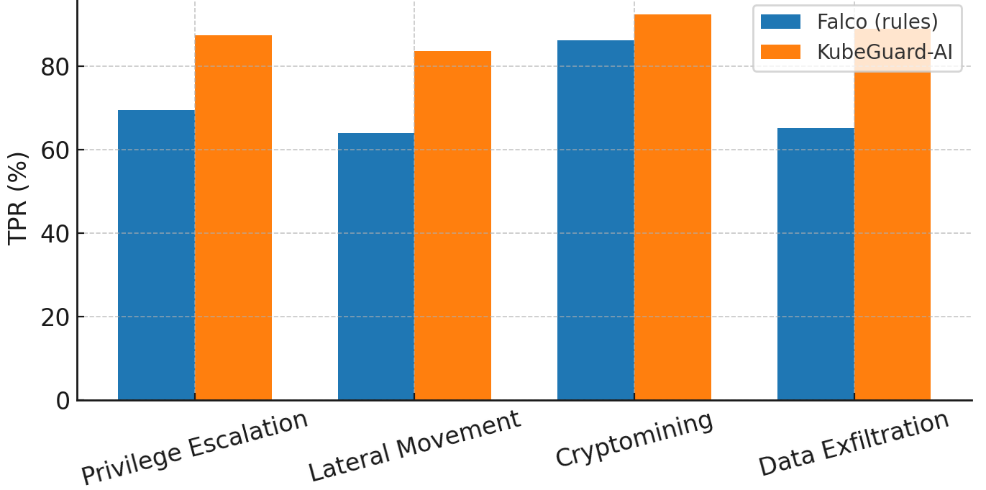 Falco (rules)
KubeGuard-AI
TPR (%)
80
60
40
20
0
Privilege Escalation
Lateral Movement
Cryptomining
Data Exfiltration